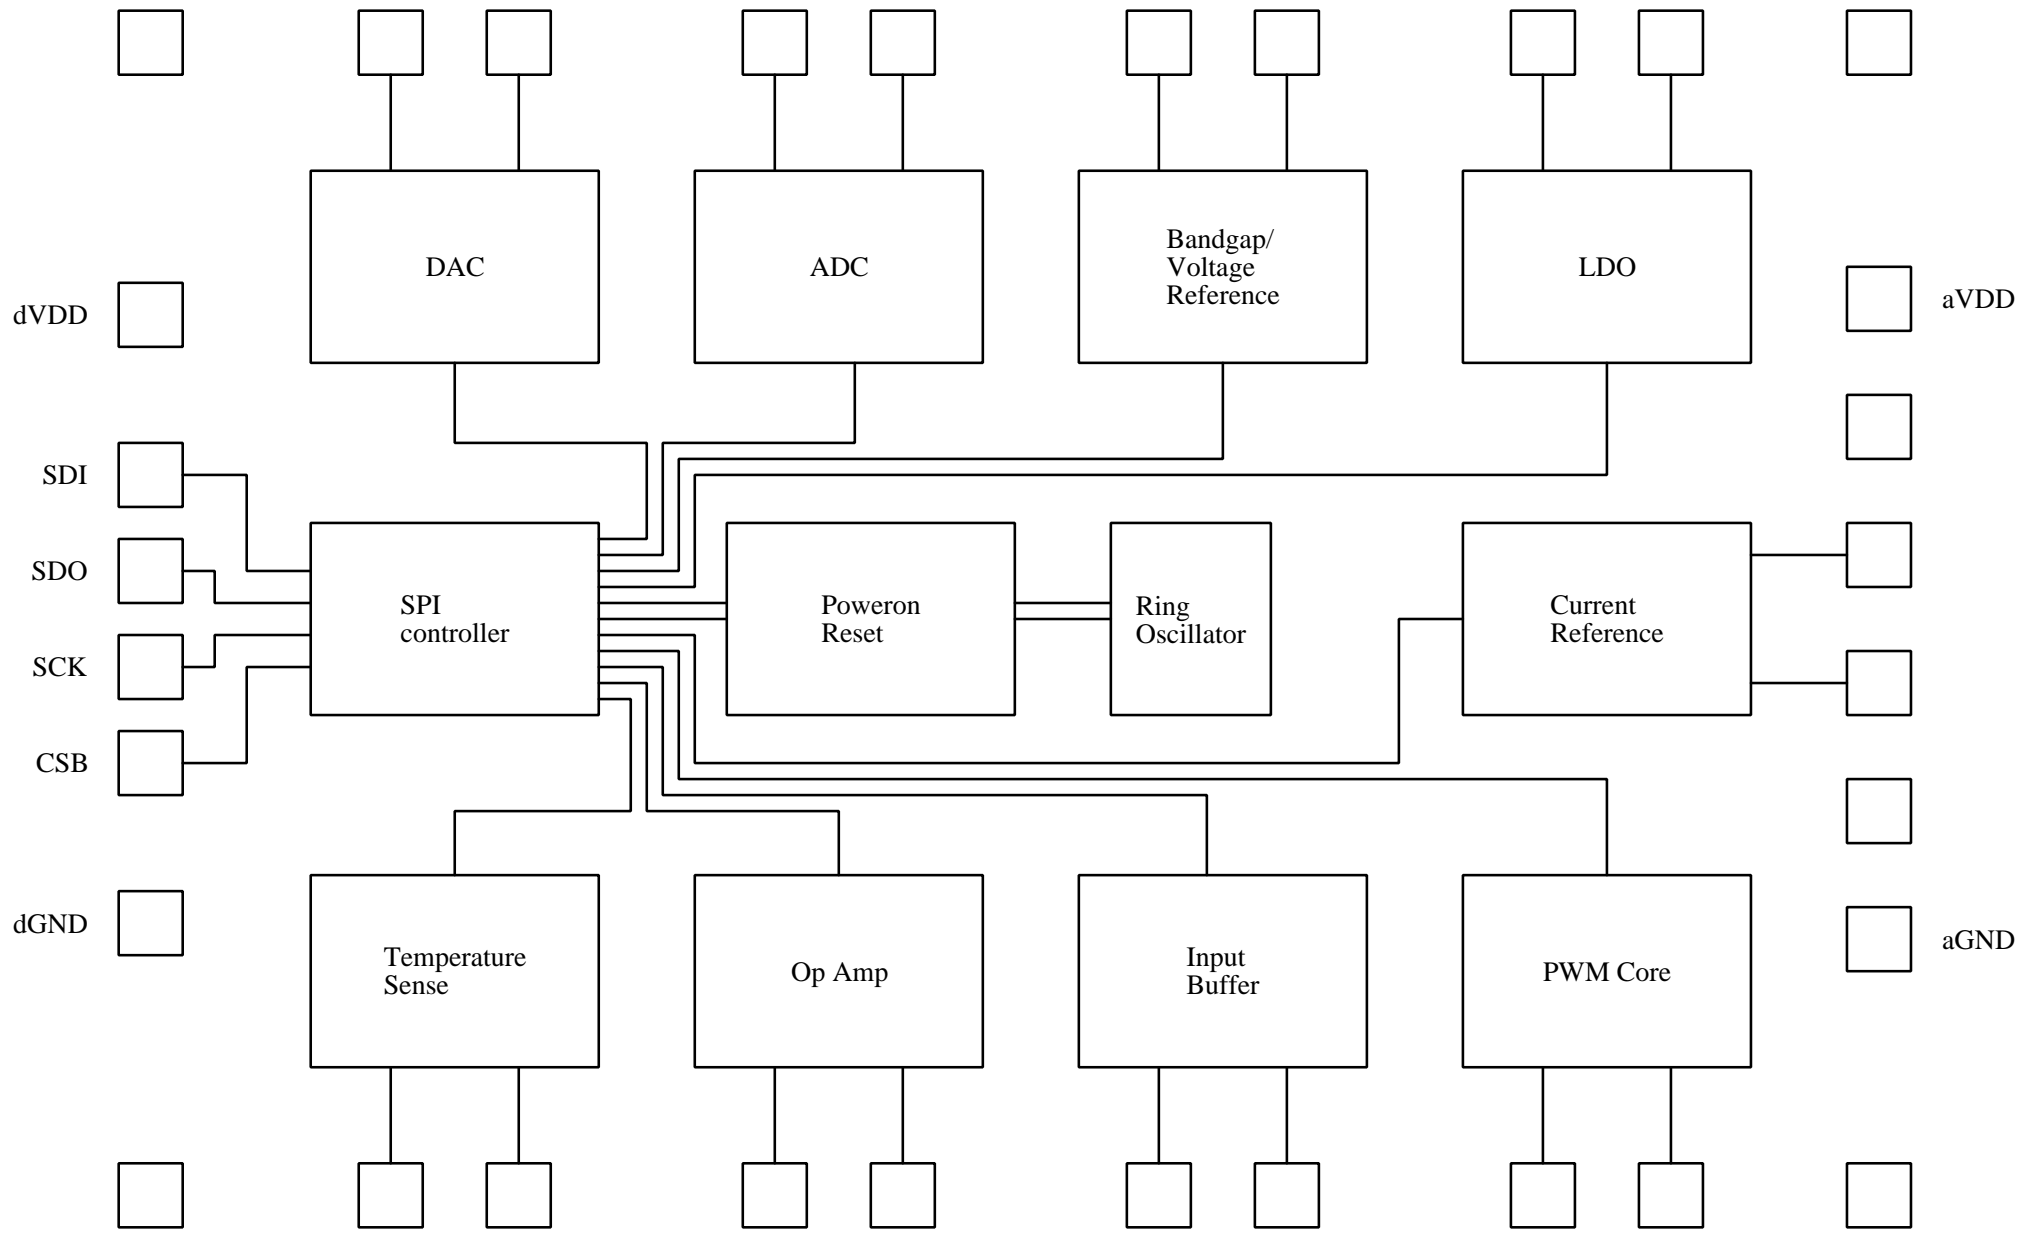 DAC
ADC
Bandgap/
Voltage
Reference
LDO
dVDD
aVDD
SDI
SDO
SCK
CSB
SPI
controller
Poweron
Reset
Ring
Oscillator
Current
Reference
dGND
aGND
Temperature
Sense
Op Amp
Input
Buffer
PWM Core